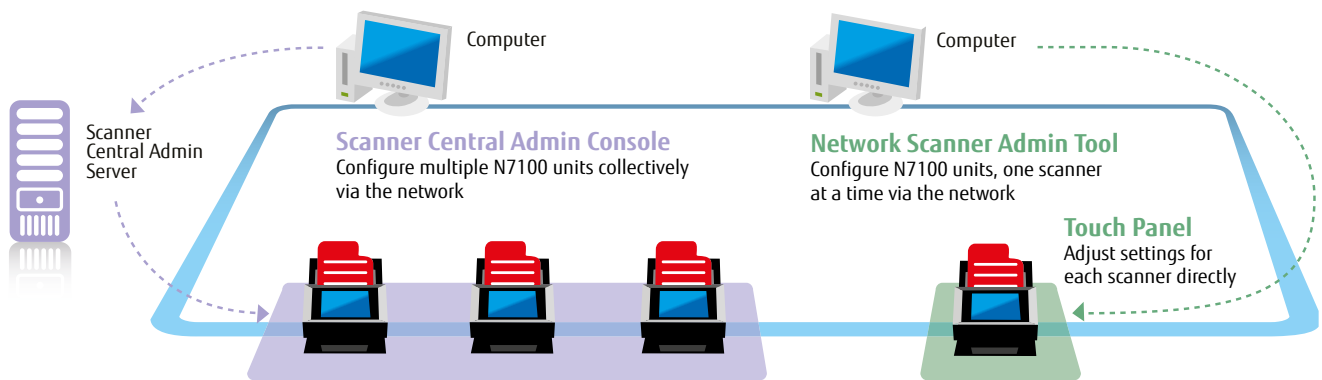 Computer
Computer
Scanner
Central Admin
Server
Scanner Central Admin Console
Configure multiple N7100 units collectively
via the network
Network Scanner Admin Tool
Configure N7100 units, one scanner
at a time via the network
Touch Panel
Adjust settings for
each scanner directly